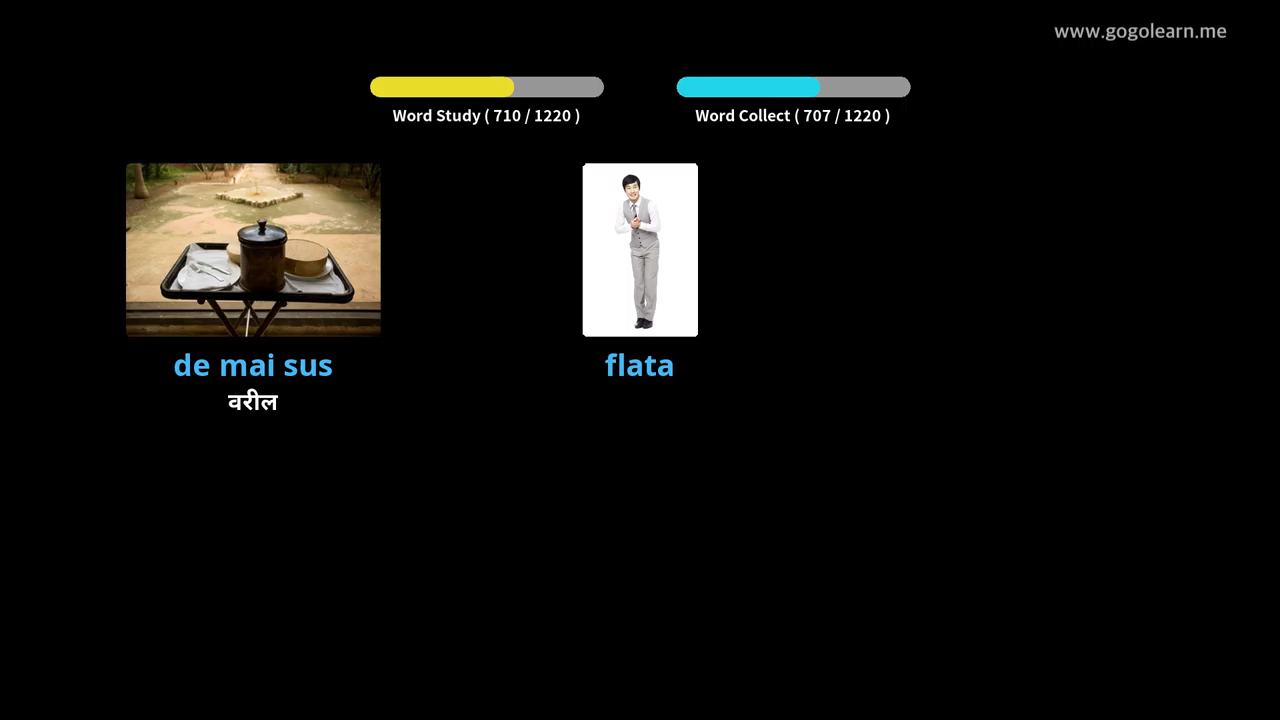 www.gogolearn.me
Word Study ( 710 / 1220 )
Word Collect ( 707 / 1220 )
de mai sus
वरील
flata